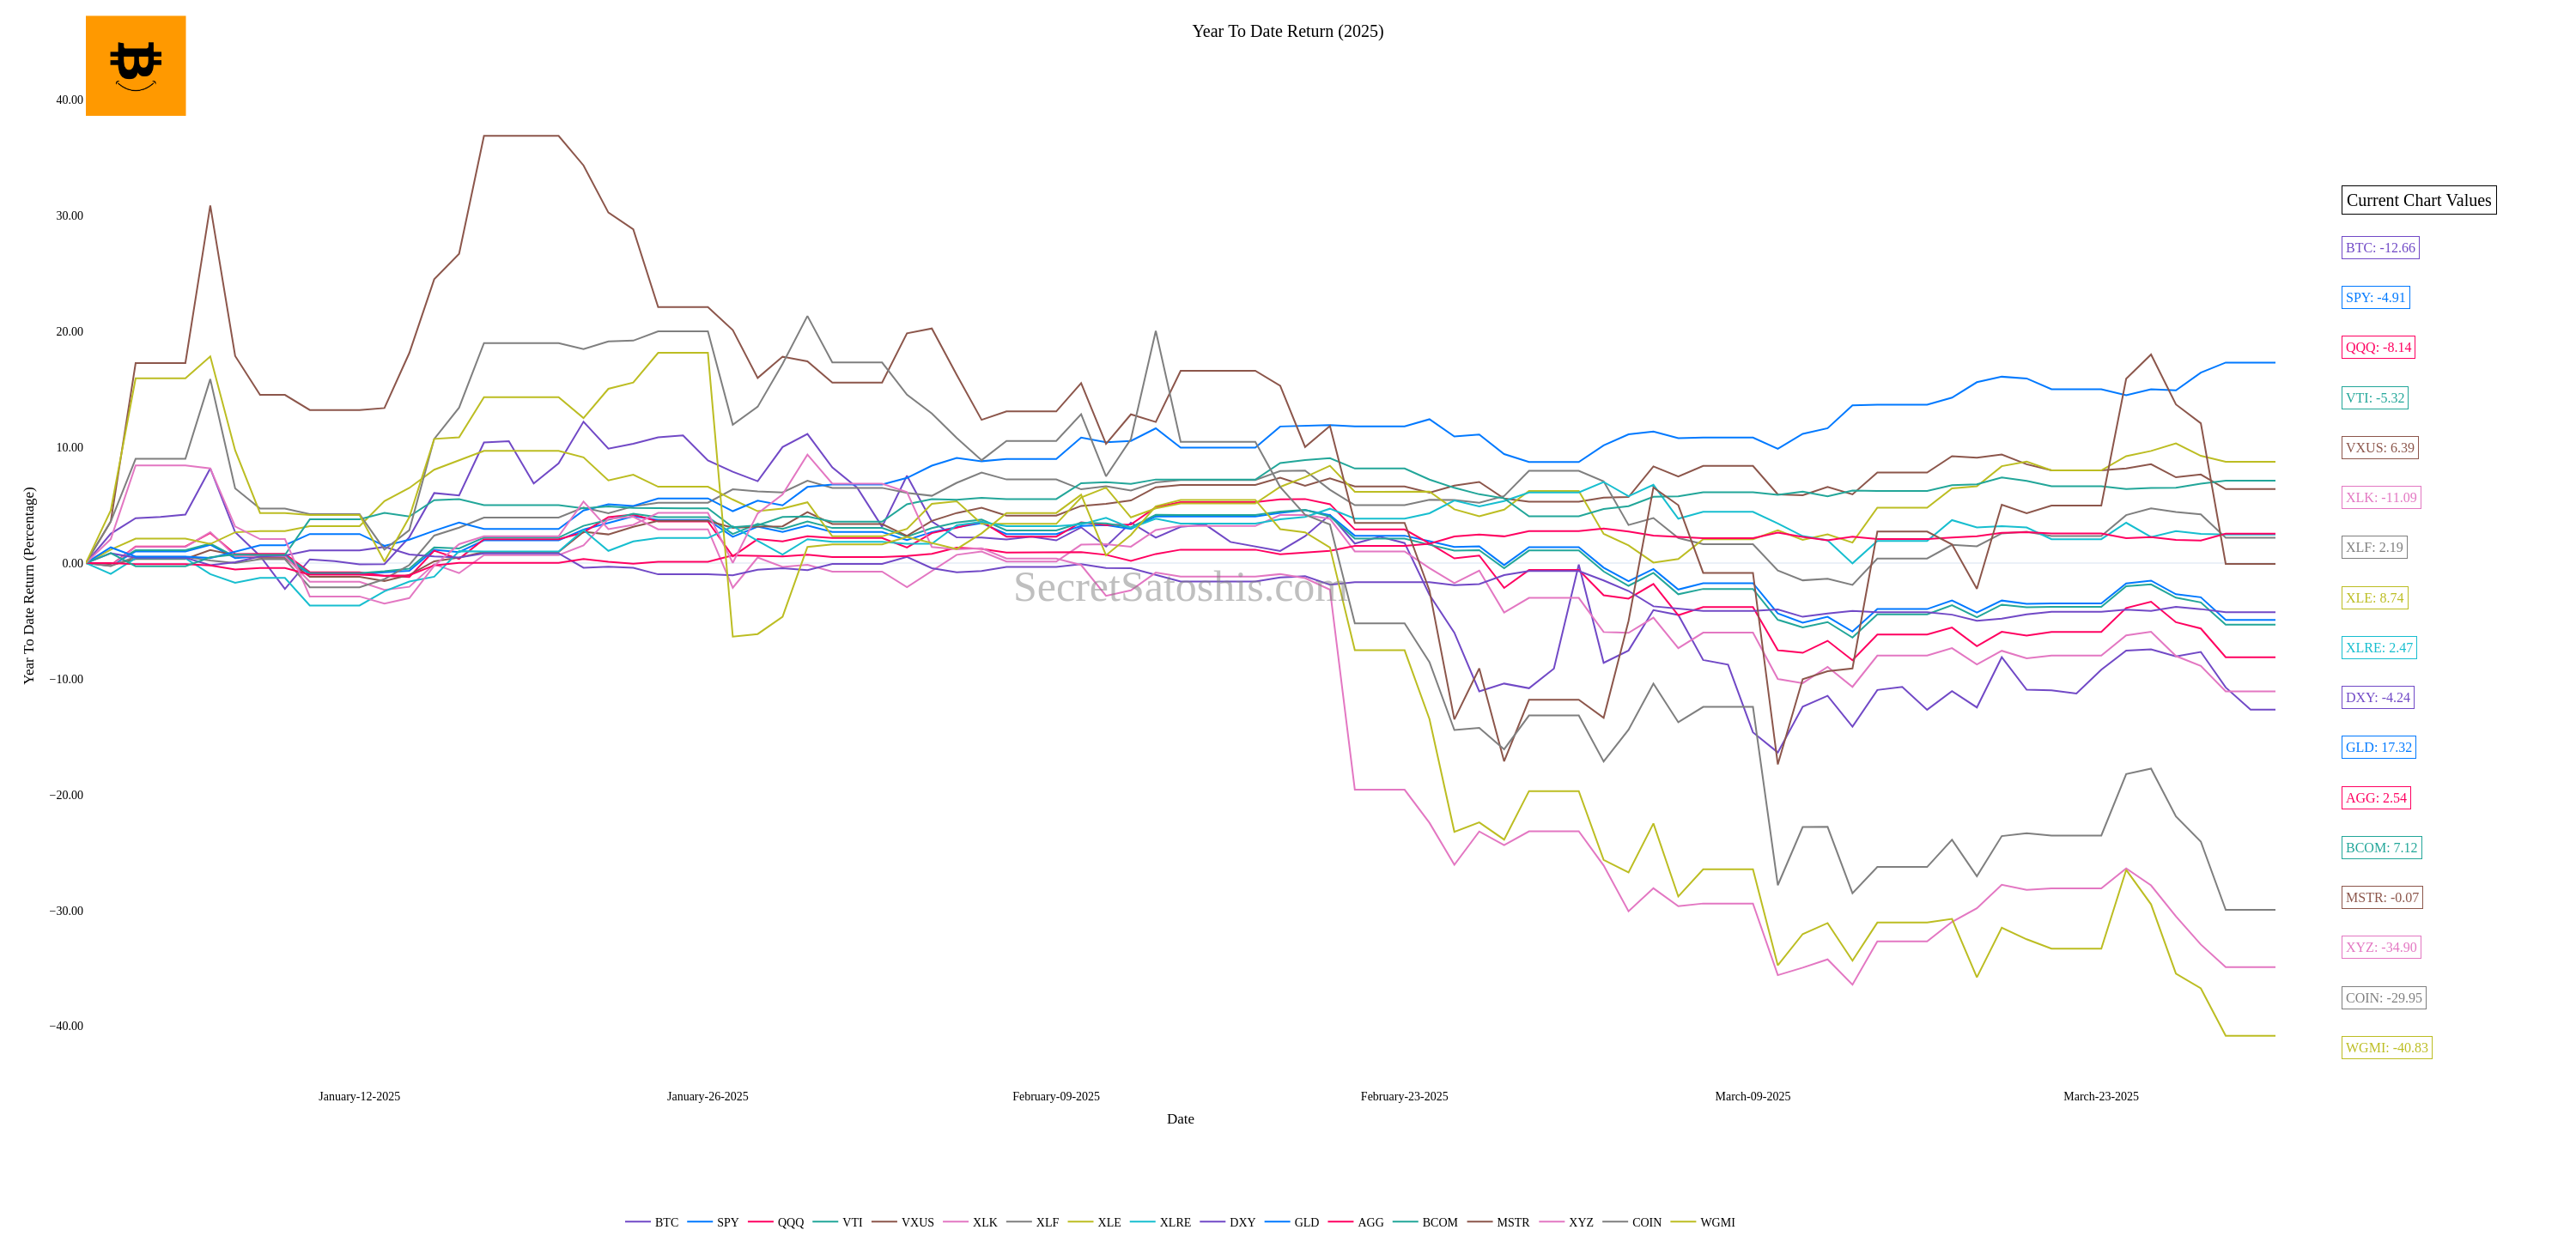 Year To Date Return (2025)
40.00
30.00
20.00
10.00
0.00
−10.00
−20.00
−30.00
−40.00
Year To Date Return (Percentage)
SecretSatoshis.com
January-12-2025
January-26-2025
February-09-2025
February-23-2025
March-09-2025
March-23-2025
Date
Current Chart Values
BTC: -12.66
SPY: -4.91
QQQ: -8.14
VTI: -5.32
VXUS: 6.39
XLK: -11.09
XLF: 2.19
XLE: 8.74
XLRE: 2.47
DXY: -4.24
GLD: 17.32
AGG: 2.54
BCOM: 7.12
MSTR: -0.07
XYZ: -34.90
COIN: -29.95
WGMI: -40.83
BTC SPY QQQ VTI VXUS XLK XLF XLE XLRE DXY GLD AGG BCOM MSTR XYZ COIN WGMI